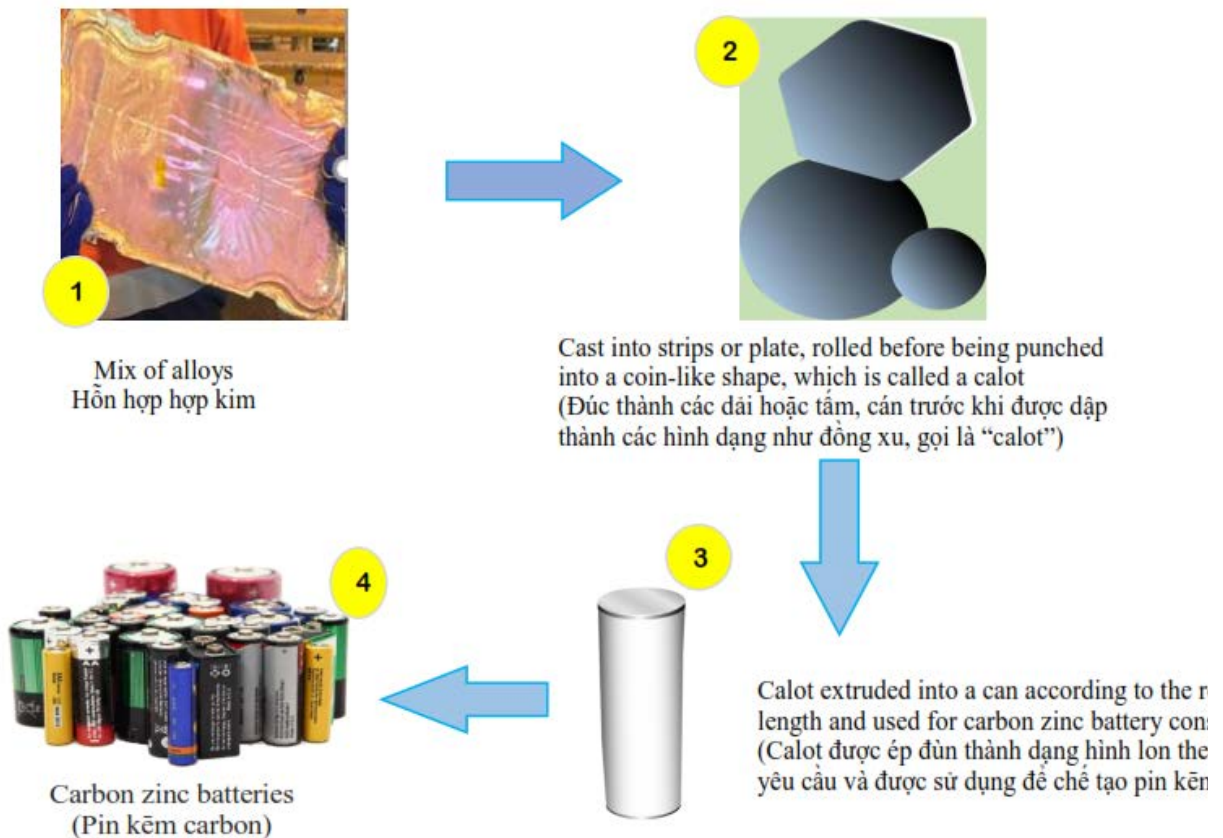 1
Mix of alloys
Hỗn hợp hợp kim
2
Cast into strips or plate, rolled before being punched
into a coin-like shape, which is called a calot
(Đúc thành các dải hoặc tấm, cán trước khi được dập
thành các hình dạng như đồng xu, gọi là “calot”)
3
Calot extruded into a can according to the
length and used for carbon zinc battery
(Calot được ép đùn thành dạng hình lon
yêu cầu và được sử dụng để chế tạo pin
4
Carbon zinc batteries
(Pin kẽm carbon)